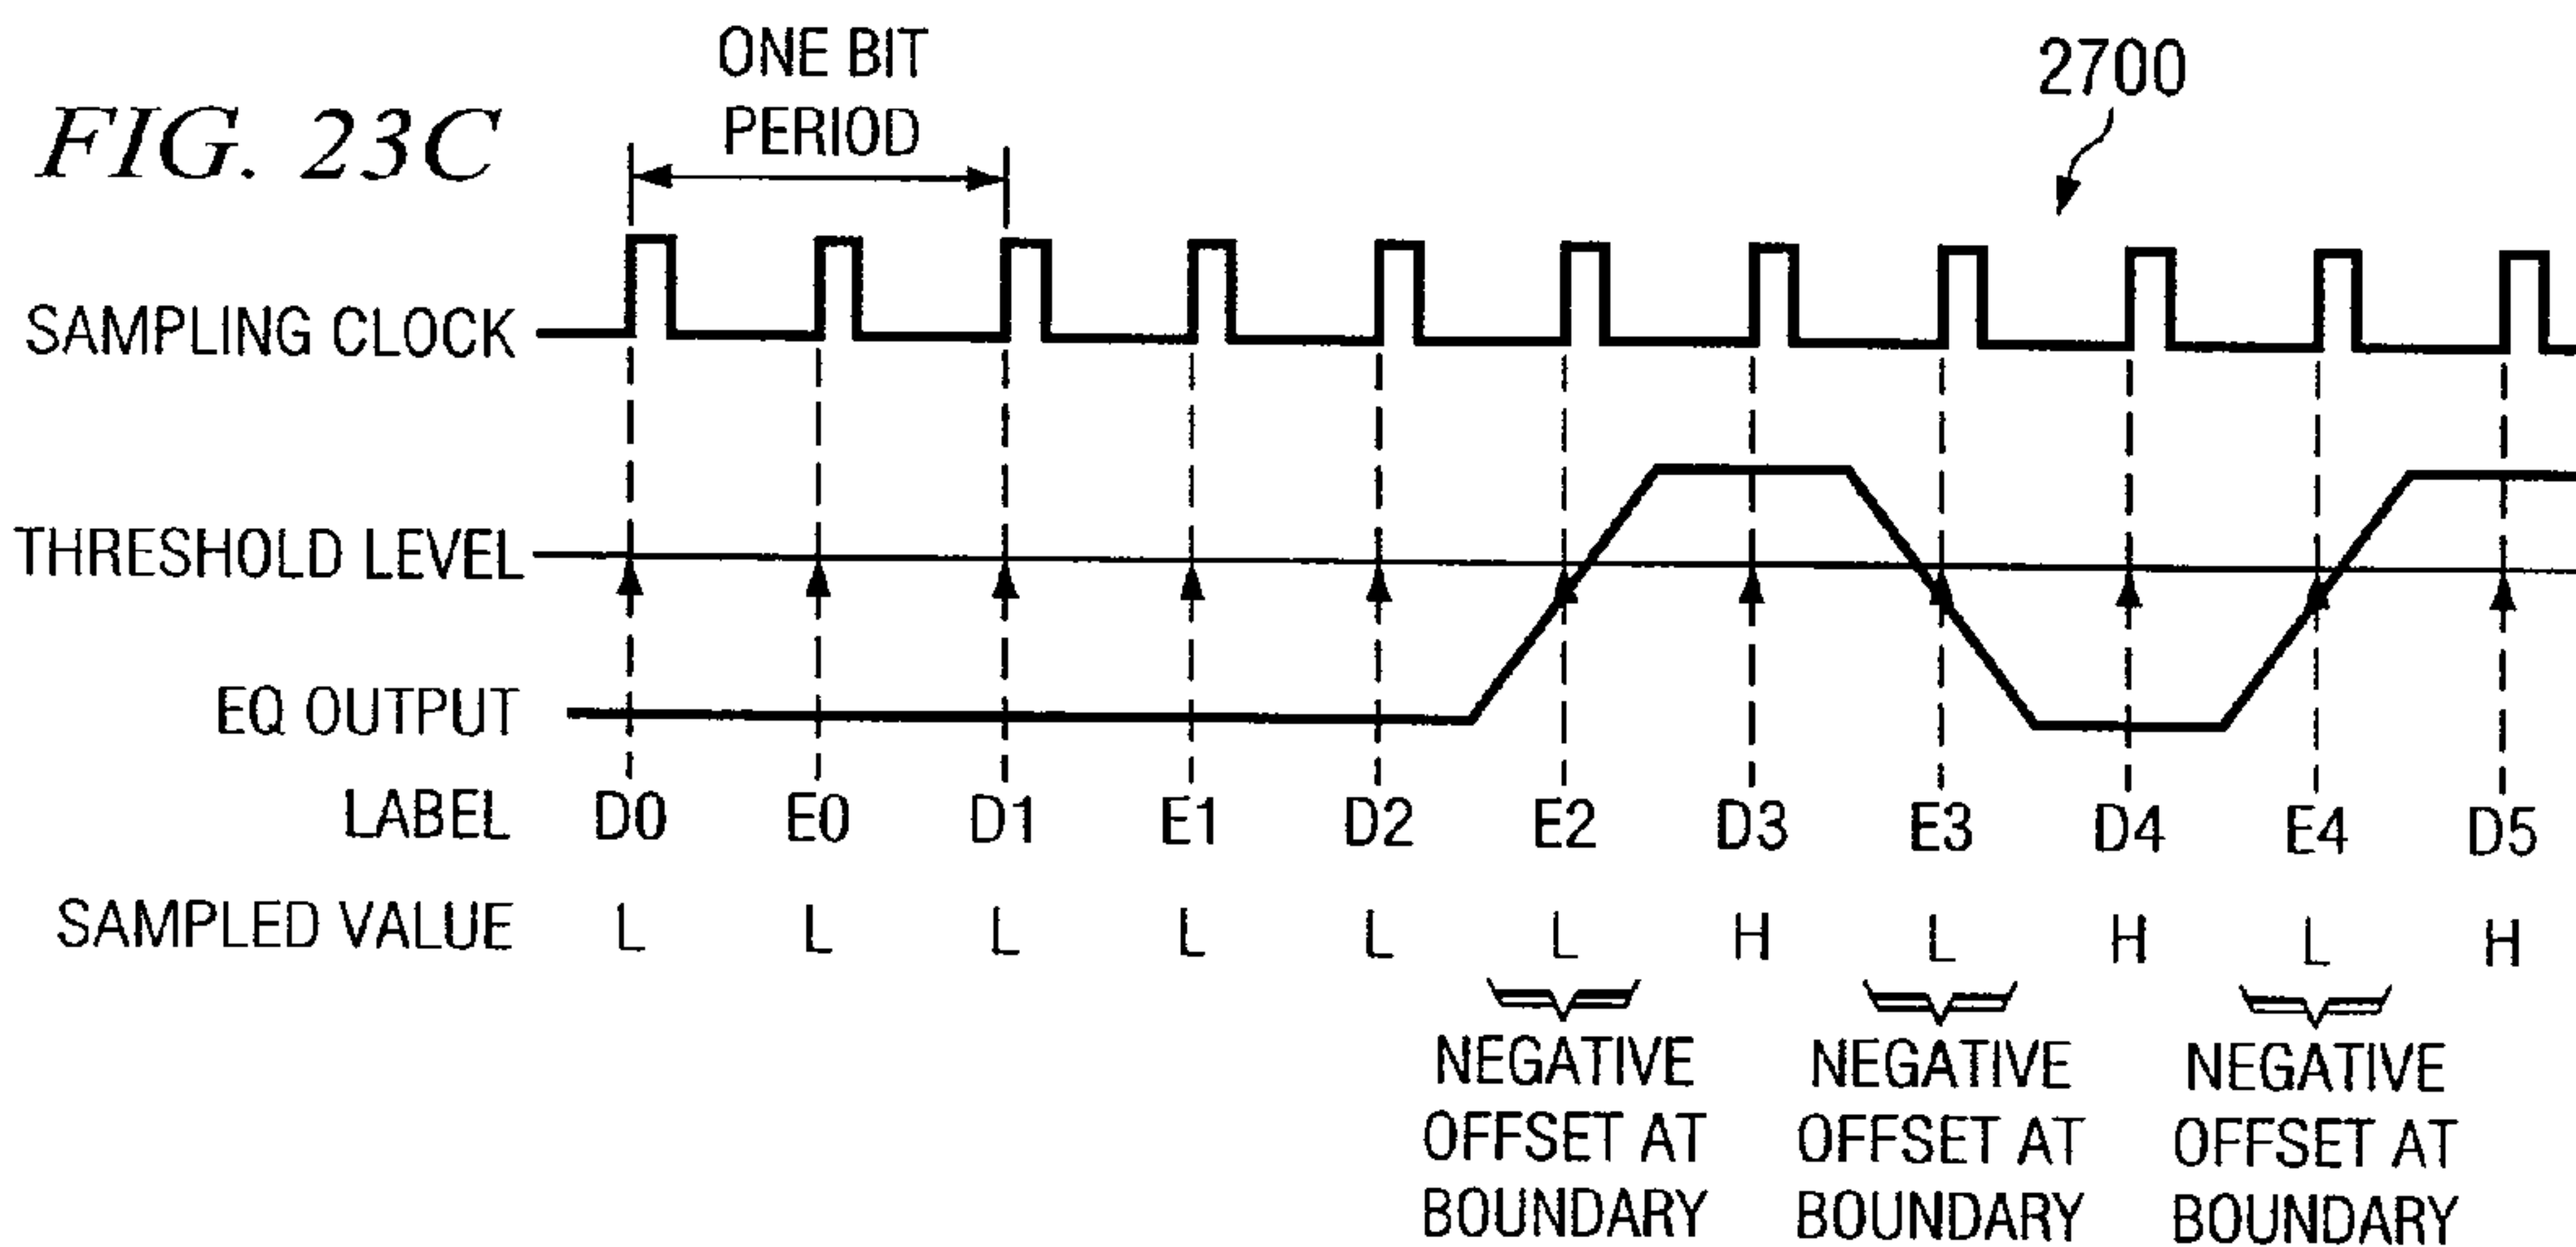 ONE BIT
PERIOD
2700
FIG. 23C
SAMPLING CLOCK
THRESHOLD LEVEL
EQ OUTPUT
LABEL D0 E0 D1 E1 D2 E2 D3 E3 D4 E4 D5
SAMPLED VALUE L L L L L L H L H L H
NEGATIVE NEGATIVE NEGATIVE
OFFSET AT OFFSET AT OFFSET AT
BOUNDARY BOUNDARY BOUNDARY